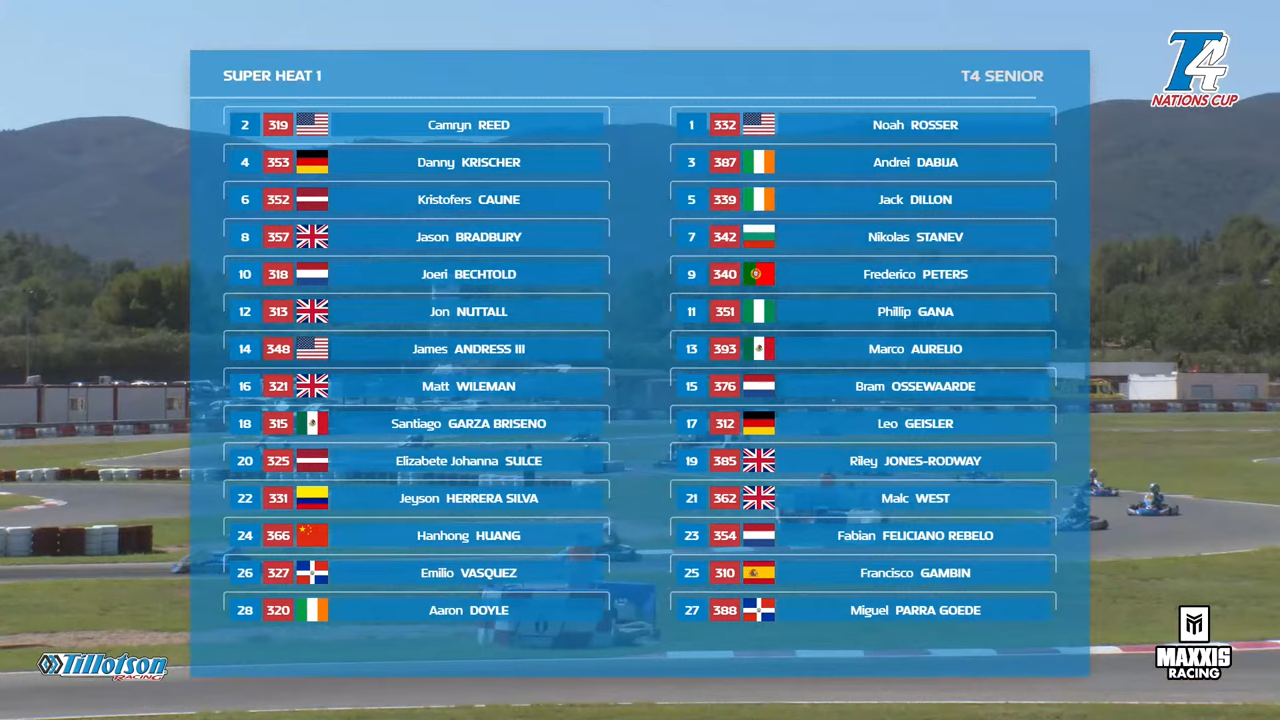 T4
NATIONS CUP
SUPER HEAT 1 T4 SENIOR
2 319 Camryn REED 1 332 Noah ROSSER
4 353 Danny KRISCHER 3 387 Andrei DABIJA
6 352 Kristofers CAUNE 5 339 Jack DILLON
8 357 Jason BRADBURY 7 342 Nikolas STANEV
10 318 Joeri BECHTOLD 9 340 Frederico PETERS
12 313 Jon NUTTALL 11 351 Phillip GANA
14 348 James ANDRESS III 13 393 Marco AURELIO
16 321 Matt WILEMAN 15 376 Bram OSSEWAARDE
18 315 Santiago GARZA BRISENO 17 312 Leo GEISLER
20 325 Elizabete Johanna SULCE 19 385 Riley JONES-RODWAY
22 331 Jeyson HERRERA SILVA 21 362 Malc WEST
24 366 Hanhong HUANG 23 354 Fabian FELICIANO REBELO
26 327 Emilio VASQUEZ 25 310 Francisco GAMBIN
28 320 Aaron DOYLE 27 388 Miguel PARRA GOEDE
Tillotson
RACING
MAXXIS
RACING